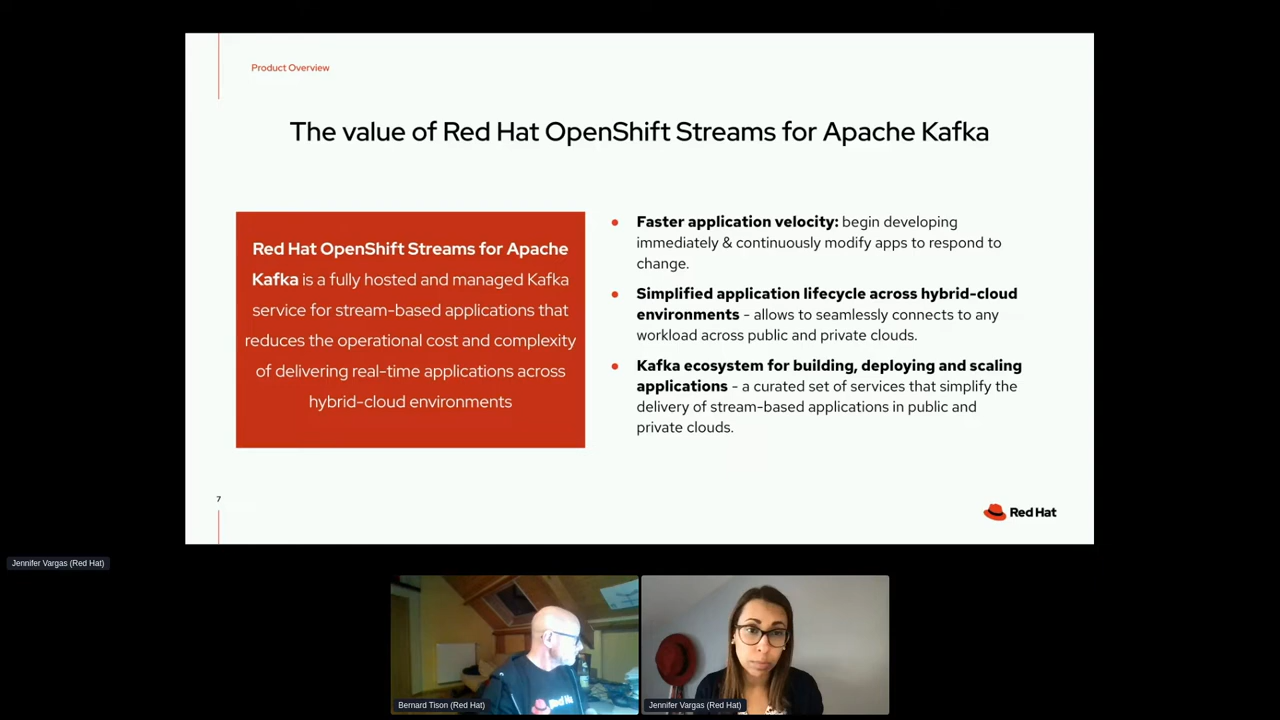 Product Overview
The value of Red Hat OpenShift Streams for Apache Kafka
Red Hat OpenShift Streams for Apache
Kafka is a fully hosted and managed Kafka
service for stream-based applications that
reduces the operational cost and complexity
of delivering real-time applications across
hybrid-cloud environments
Faster application velocity: begin developing
immediately & continuously modify apps to respond to
change.
Simplified application lifecycle across hybrid-cloud
environments - allows to seamlessly connects to any
workload across public and private clouds.
Kafka ecosystem for building, deploying and scaling
applications - a curated set of services that simplify the
delivery of stream-based applications in public and
private clouds.
7
Red Hat
Jennifer Vargas (Red Hat)
Bernard Tison (Red Hat)
Jennifer Vargas (Red Hat)